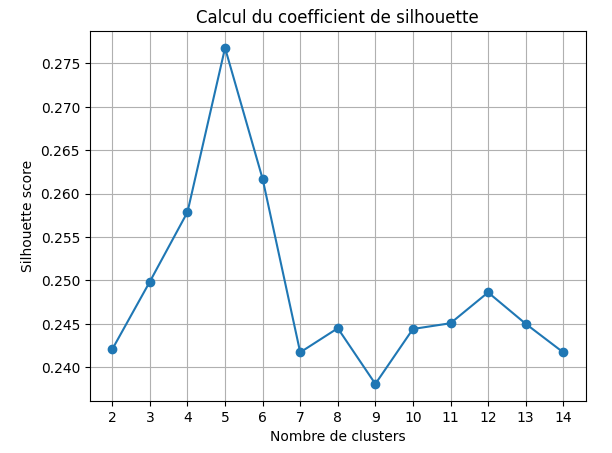 Calcul du coefficient de silhouette
0.275
0.270
0.265
0.260
0.255
0.250
0.245
0.240
Silhouette score
2 3 4 5 6 7 8 9 10 11 12 13 14
Nombre de clusters